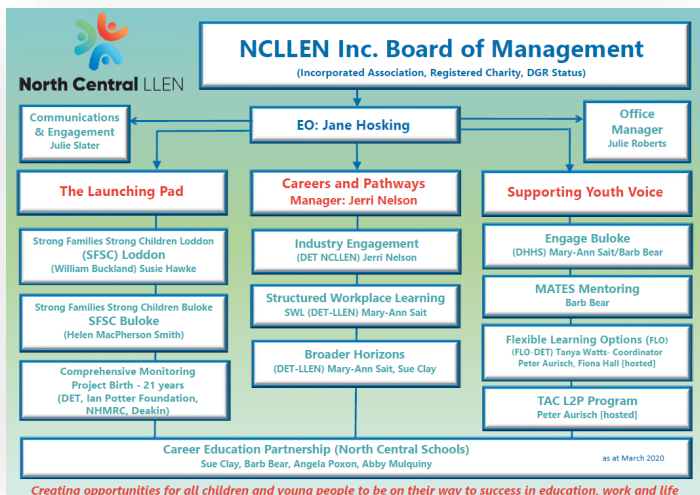 North Central LLEN
NCLLEN Inc. Board of Management
(Incorporated Association, Registered Charity, DGR Status)
Communications
& Engagement
Julie Slater
EO: Jane Hosking
Office
Manager
Julie Roberts
The Launching Pad
Careers and Pathways
Manager: Jerri Nelson
Supporting Youth Voice
Strong Families Strong Children Loddon
(SFSC) Loddon
(William Buckland) Susie Hawke
Strong Families Strong Children Buloke
SFSC Buloke
(Helen MacPherson Smith)
Comprehensive Monitoring
Project Birth - 21 years
(DET, Ian Potter Foundation,
NHMRC, Deakin)
Industry Engagement
(DET NCLLEN) Jerri Nelson
Structured Workplace Learning
SWL (DET-LLEN) Mary-Ann Sait
Broader Horizons
(DET-LLEN) Mary-Ann Sait, Sue Clay
Engage Buloke
(DHHS) Mary-Ann Sait/Barb Bear
MATES Mentoring
Barb Bear
Flexible Learning Options (FLO)
(FLO-DET) Tanya Watts- Coordinator
Peter Aurisch, Fiona Hall [hosted]
TAC L2P Program
Peter Aurisch [hosted]
Career Education Partnership (North Central Schools)
Sue Clay, Barb Bear, Angela Poxon, Abby Mulquiny
as at March 2020
Creating opportunities for all children and young people to be on their way to success in education, work and life